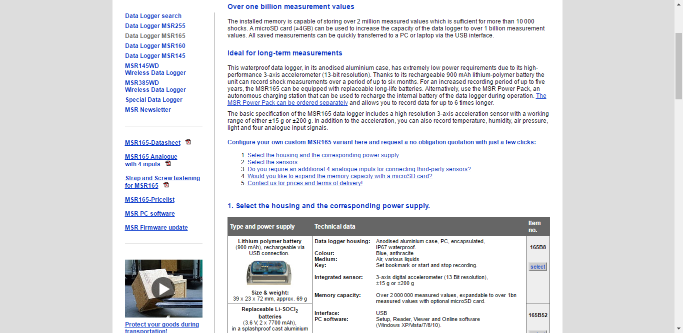 Data Logger search
Data Logger MSR255
Data Logger MSR165
Data Logger MSR160
Data Logger MSR145
MSR145WD
Wireless Data Logger
MSR385WD
Wireless Data Logger
Special Data Logger
MSR Newsletter
MSR165-Datasheet
MSR165 Analogue
with 4 inputs
Strap and Screw fastening
for MSR165
MSR165-Pricelist
MSR PC software
MSR Firmware update
Protect your goods during
transportation!
Over one billion measurement values
The installed memory is capable of storing over 2 million measured values which is sufficient for more than 10 000
shocks. A microSD card (≥4GB) can be used to increase the capacity of the data logger to over 1 billion measurement
values. All saved measurements can be quickly transferred to a PC or laptop via the USB interface.
Ideal for long-term measurements
This waterproof data logger, in its anodised aluminium case, has extremely low power requirements due to its high-
performance 3-axis accelerometer (13-bit resolution). Thanks to its rechargeable 900 mAh lithium-polymer battery the
unit can record shock measurements over a period of up to six months. For an increased recording period of up to five
years, the MSR165 can be equipped with replaceable long-life batteries. Alternatively, use the MSR Power Pack, an
autonomous charging station that can be used to recharge the internal battery of the data logger during operation. The
MSR Power Pack can be ordered separately and allows you to record data for up to 6 times longer.
The basic specification of the MSR165 data logger includes a high resolution 3-axis acceleration sensor with a working
range of either ±15 g or ±200 g. In addition to the acceleration, you can also record temperature, humidity, air pressure,
light and four analogue input signals.
Configure your own custom MSR165 variant here and request a no obligation quotation with just a few clicks:
1. Select the housing and the corresponding power supply
2. Select the sensors
3. Do you require an additional 4 analogue inputs for connecting third-party sensors?
4. Would you like to expand the memory capacity with a microSD card?
5. Contact us for prices and terms of delivery!
1. Select the housing and the corresponding power supply.
Type and power supply Technical data Item
no.
Lithium polymer battery
(900 mAh), rechargeable via
USB connection
Size & weight:
39 x 23 x 72 mm, approx. 69 g
Data logger housing: Anodised aluminium case, PC, encapsulated,
IP67 waterproof
Colour: Blue, anthracite
Medium: Air, various liquids
Key: Set bookmark or start and stop recording
Integrated sensor: 3-axis digital accelerometer (13 Bit resolution),
±15 g or ±200 g
Memory capacity: Over 2 000 000 measured values, expandable to over 1bn
measured values with optional microSD card.
165B8
select
Replaceable Li-SOCl2
batteries
(3.6 V, 2 x 7700 mAh),
in a splashproof cast aluminium
Interface: USB
PC software: Setup, Reader, Viewer and Online software
(Windows XP/Vista/7/8/10).
165B52